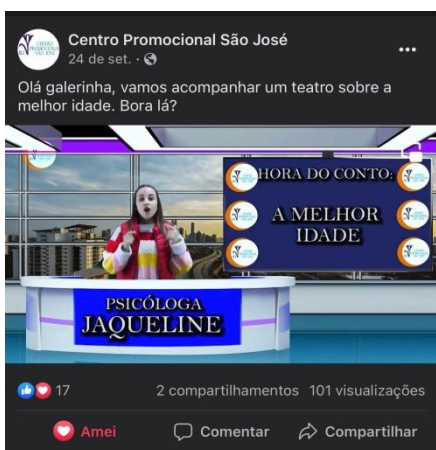 Centro Promocional São José
24 de set.
Olá galerinha, vamos acompanhar um teatro sobre a
melhor idade. Bora lá?
HORA DO CONTO:
A MELHOR
IDADE
PSICÓLOGA
JAQUELINE
17
2 compartilhamentos 101 visualizações
Amei
Comentar
Compartilhar